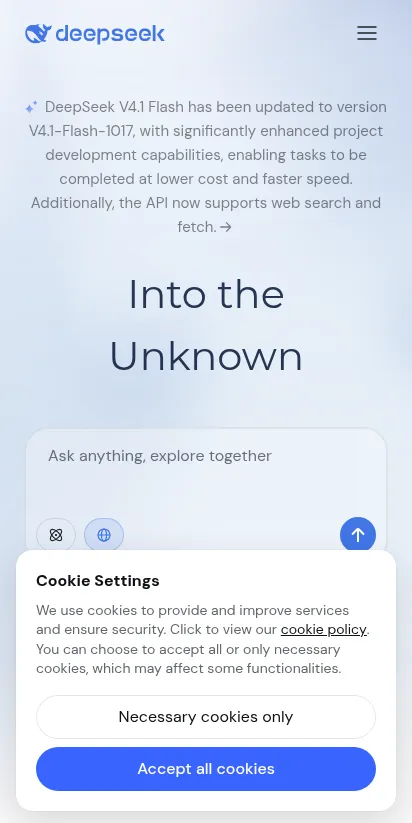 deepseek
DeepSeek V4.1 Flash has been updated to version
V4.1-Flash-1017, with significantly enhanced project
development capabilities, enabling tasks to be
completed at lower cost and faster speed.
Additionally, the API now supports web search and
fetch. →
Into the
Unknown
Ask anything, explore together
Cookie Settings
We use cookies to provide and improve services
and ensure security. Click to view our cookie policy.
You can choose to accept all or only necessary
cookies, which may affect some functionalities.
Necessary cookies only
Accept all cookies